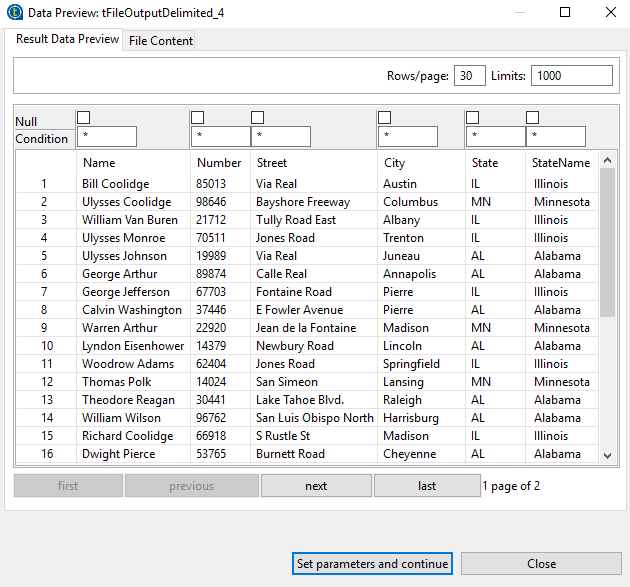 Data Preview: tFileOutputDelimited_4
Result Data Preview File Content
Rows/page: 30 Limits: 1000
Null
Condition * * * * * *
Name Number Street City State StateName
1 Bill Coolidge 85013 Via Real Austin IL Illinois
2 Ulysses Coolidge 98646 Bayshore Freeway Columbus MN Minnesota
3 William Van Buren 21712 Tully Road East Albany IL Illinois
4 Ulysses Monroe 70511 Jones Road Trenton IL Illinois
5 Ulysses Johnson 19989 Via Real Juneau AL Alabama
6 George Arthur 89874 Calle Real Annapolis AL Alabama
7 George Jefferson 67703 Fontaine Road Pierre IL Illinois
8 Calvin Washington 37446 E Fowler Avenue Pierre AL Alabama
9 Warren Arthur 22920 Jean de la Fontaine Madison MN Minnesota
10 Lyndon Eisenhower 14379 Newbury Road Lincoln AL Alabama
11 Woodrow Adams 62404 Jones Road Springfield IL Illinois
12 Thomas Polk 14024 San Simeon Lansing MN Minnesota
13 Theodore Reagan 30441 Lake Tahoe Blvd. Raleigh AL Alabama
14 William Wilson 96762 San Luis Obispo North Harrisburg AL Alabama
15 Richard Coolidge 66918 S Rustle St Madison IL Illinois
16 Dwight Pierce 53765 Burnett Road Cheyenne AL Alabama
first previous next last 1 page of 2
Set parameters and continue Close